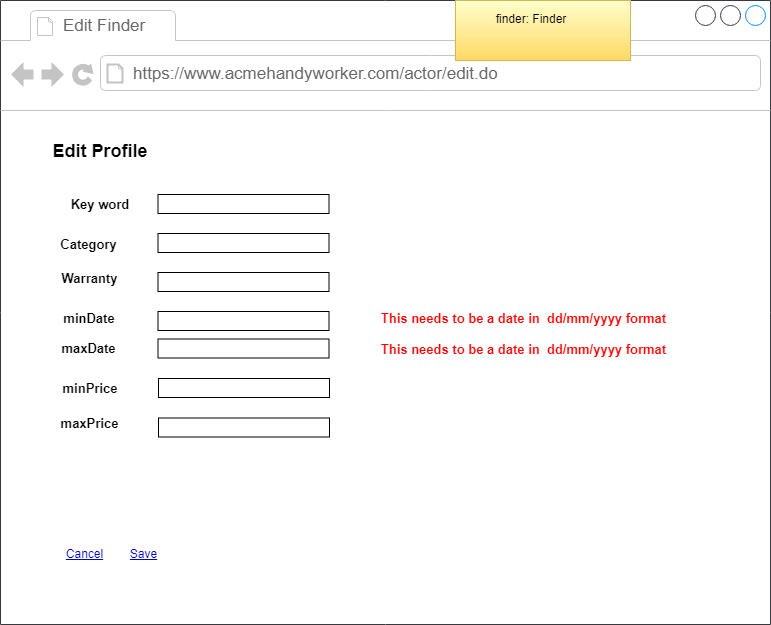 finder: Finder
Edit Finder
https://www.acmehandyworker.com/actor/edit.do
Edit Profile
Key word
Category
Warranty
minDate This needs to be a date in  dd/mm/yyyy format
maxDate This needs to be a date in  dd/mm/yyyy format
minPrice
maxPrice
Cancel Save